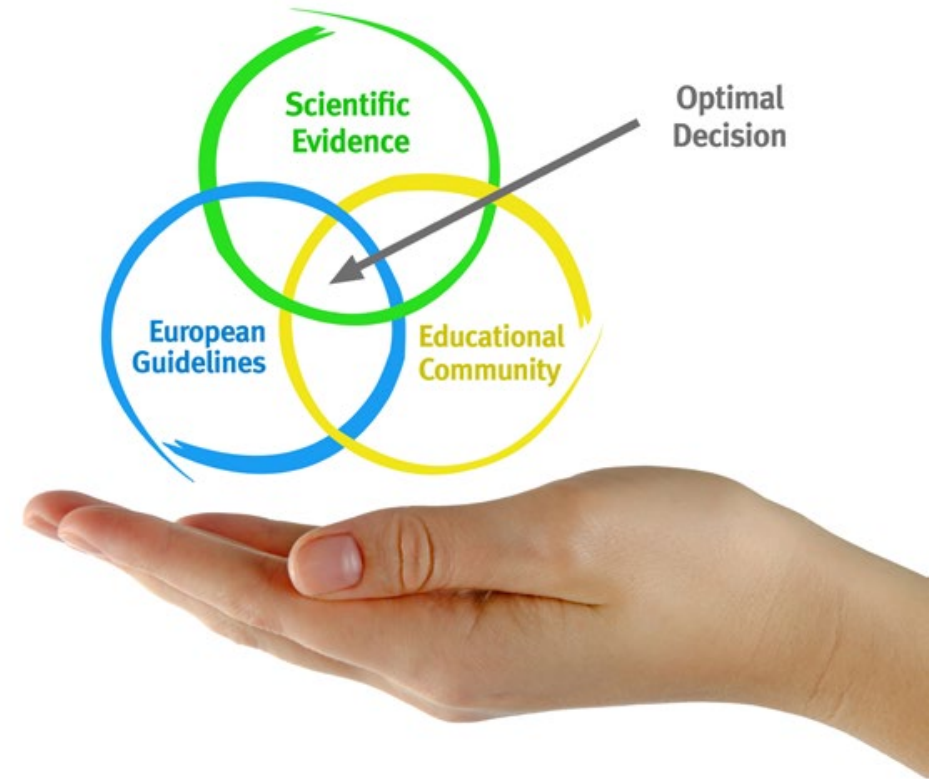 Scientific
Evidence
Optimal
Decision
European
Guidelines
Educational
Community